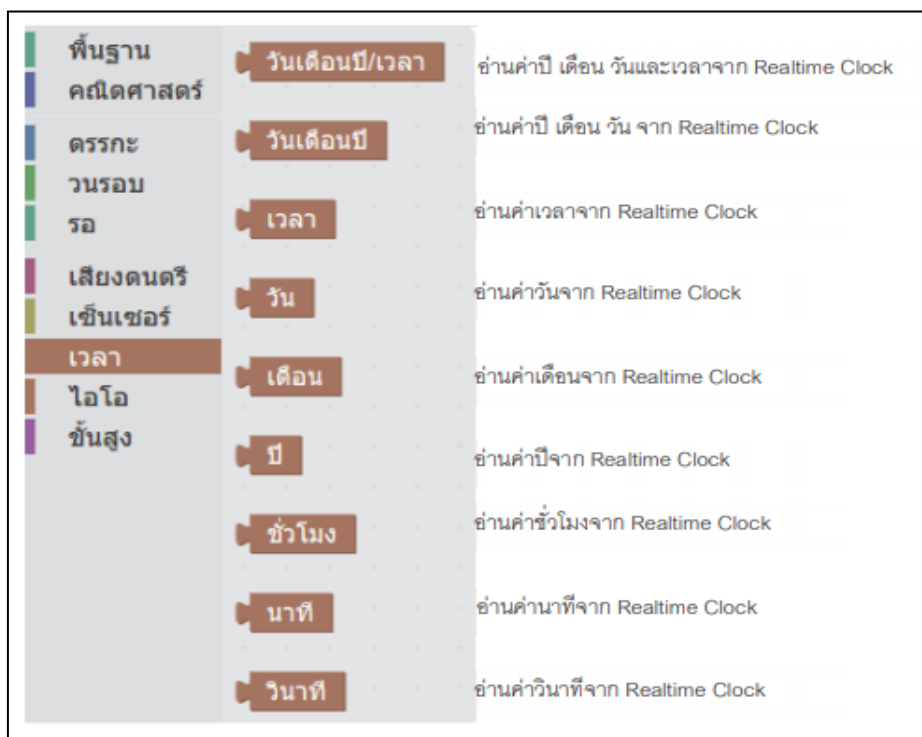 พื้นฐาน
คณิตศาสตร์
ตรรกะ
วนรอบ
รอ
เสียงดนตรี
เซ็นเซอร์
เวลา
ไอโอ
ขั้นสูง
วันเดือนปี/เวลา อ่านค่าปี เดือน วันและเวลาจาก Realtime Clock
วันเดือนปี อ่านค่าปี เดือน วัน จาก Realtime Clock
เวลา อ่านค่าเวลาจาก Realtime Clock
วัน อ่านค่าวันจาก Realtime Clock
เดือน อ่านค่าเดือนจาก Realtime Clock
ปี อ่านค่าปีจาก Realtime Clock
ชั่วโมง อ่านค่าชั่วโมงจาก Realtime Clock
นาที อ่านค่านาทีจาก Realtime Clock
วินาที อ่านค่าวินาทีจาก Realtime Clock